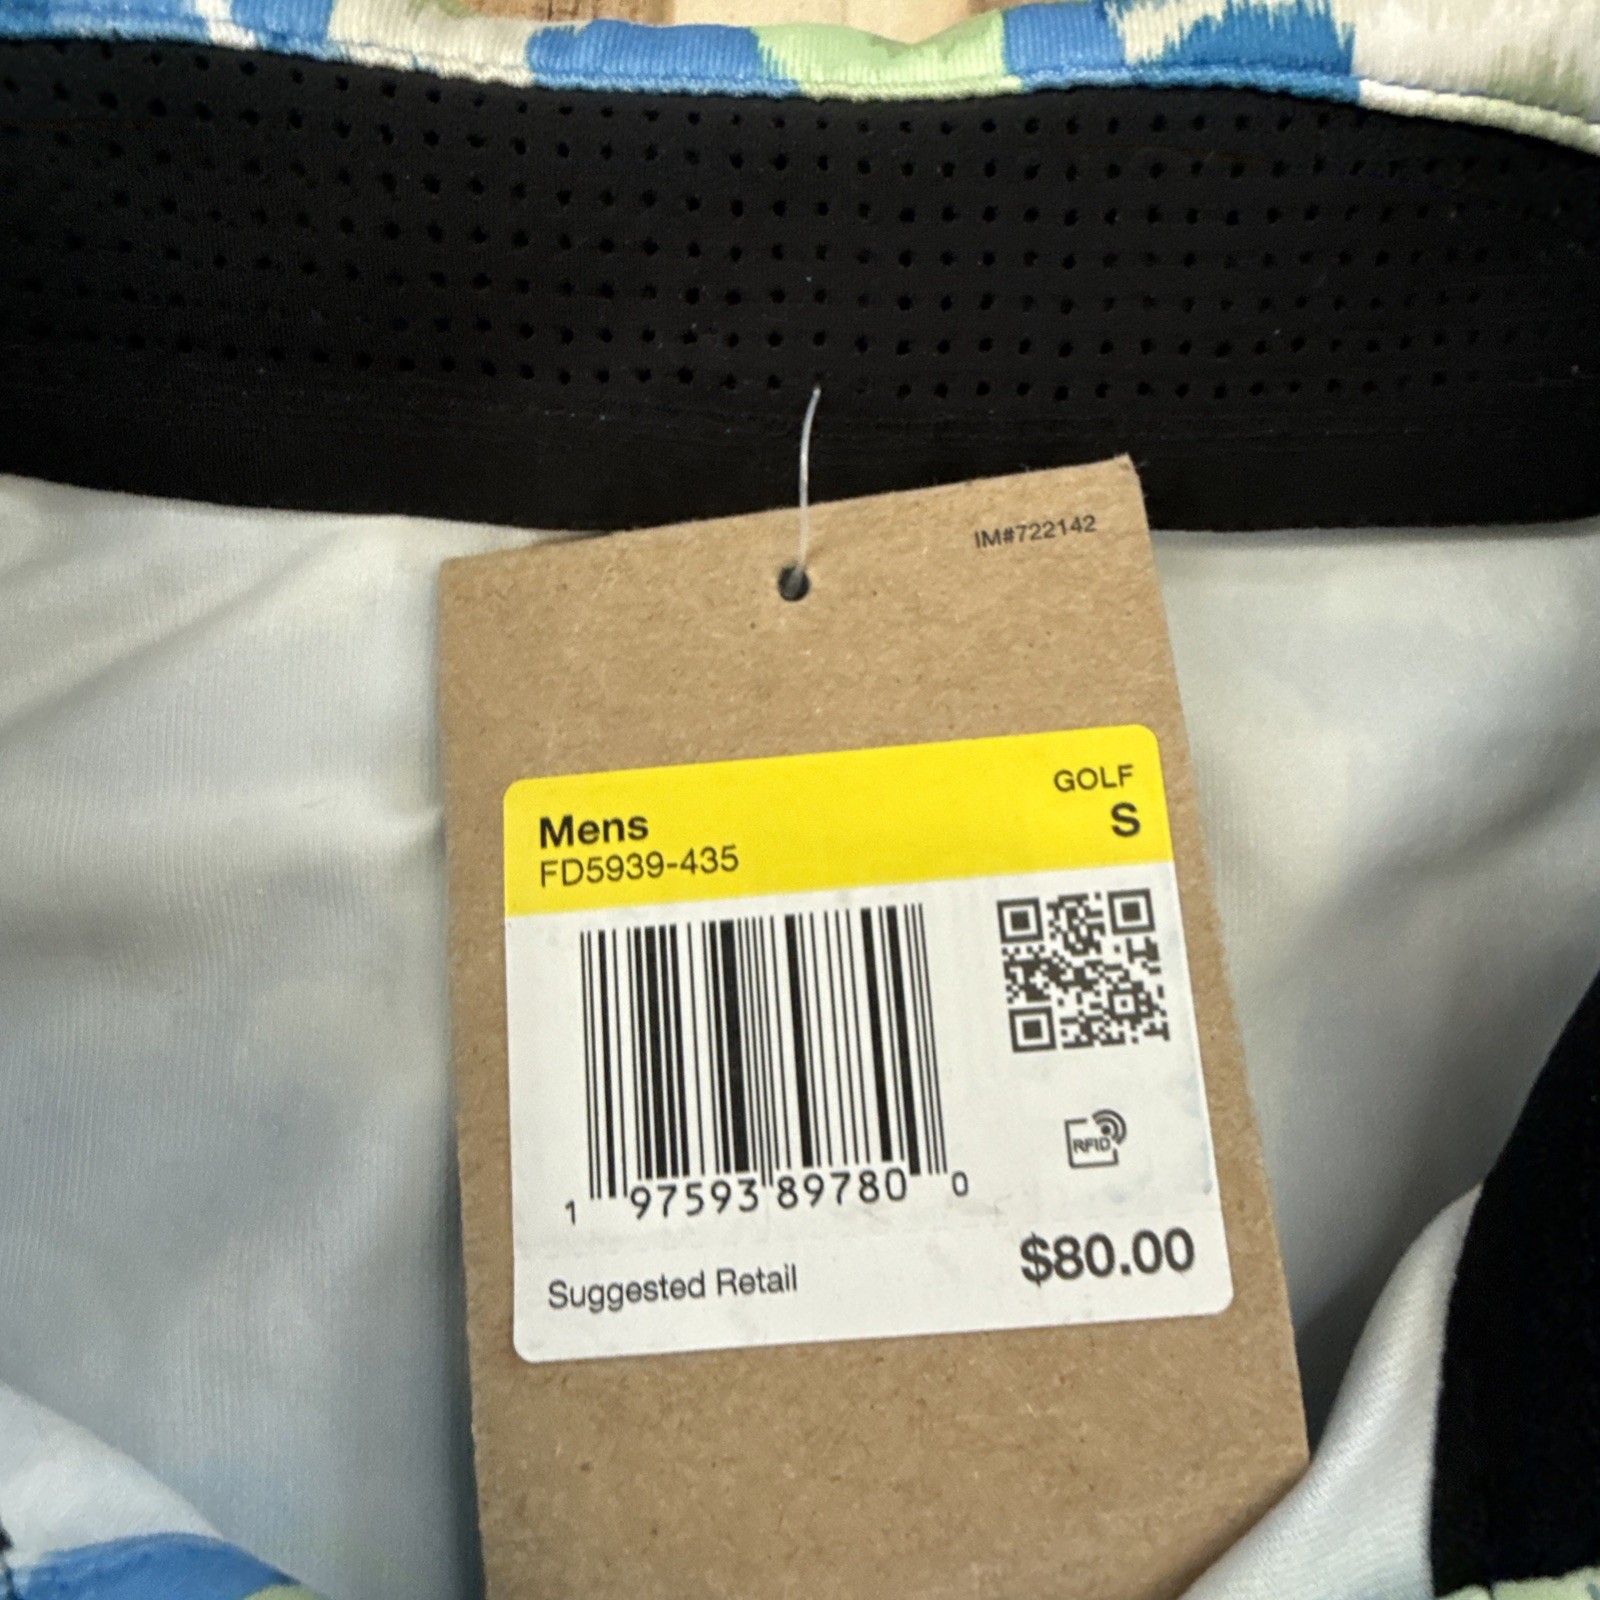 IM#722142
GOLF
Mens
S
FD5939-435
RFID
1 97593 89780 0
Suggested Retail
$80.00